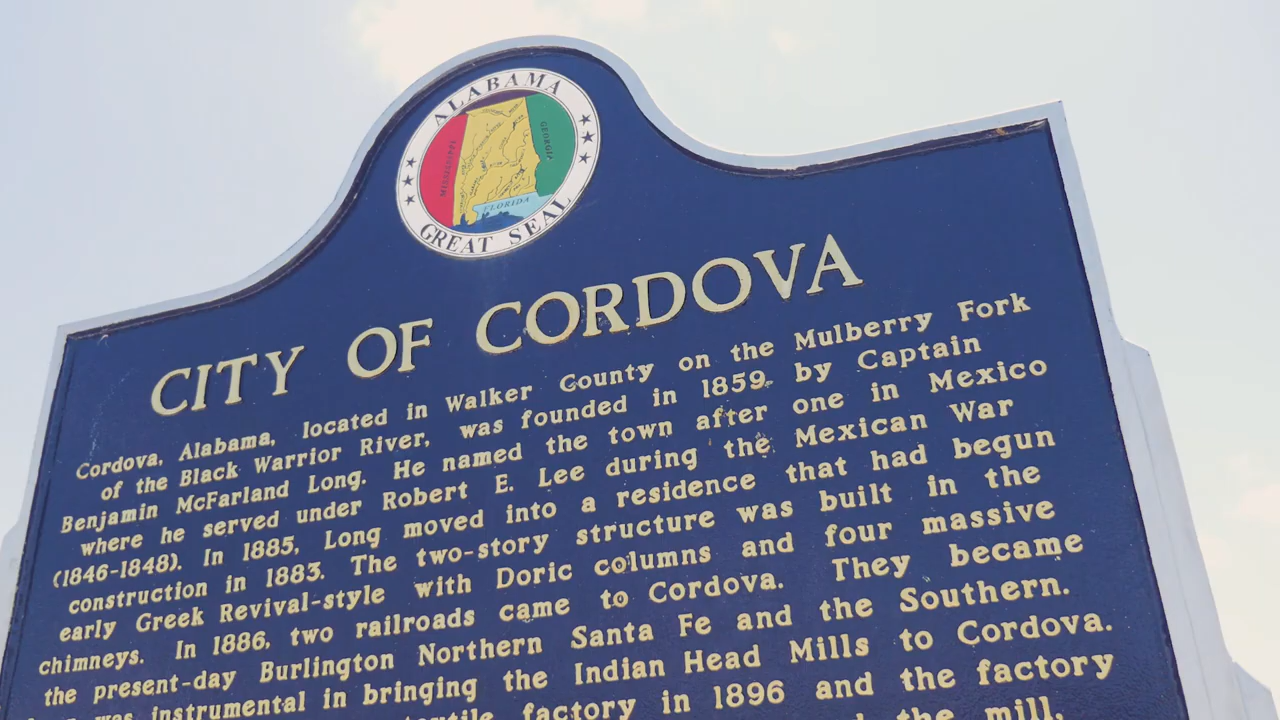 ALABAMA
MISSISSIPPI
GEORGIA
FLORIDA
GREAT SEAL
CITY OF CORDOVA
Cordova, Alabama, located in Walker County on the Mulberry Fork
of the Black Warrior River, was founded in 1859 by Captain
Benjamin McFarland Long. He named the town after one in Mexico
where he served under Robert E. Lee during the Mexican War
(1846-1848). In 1885, Long moved into a residence that had begun
construction in 1883. The two-story structure was built in the
early Greek Revival-style with Doric columns and four massive
chimneys. In 1886, two railroads came to Cordova. They became
the present-day Burlington Northern Santa Fe and the Southern.
was instrumental in bringing the Indian Head Mills to Cordova.
textile factory in 1896 and the factory
the mill,